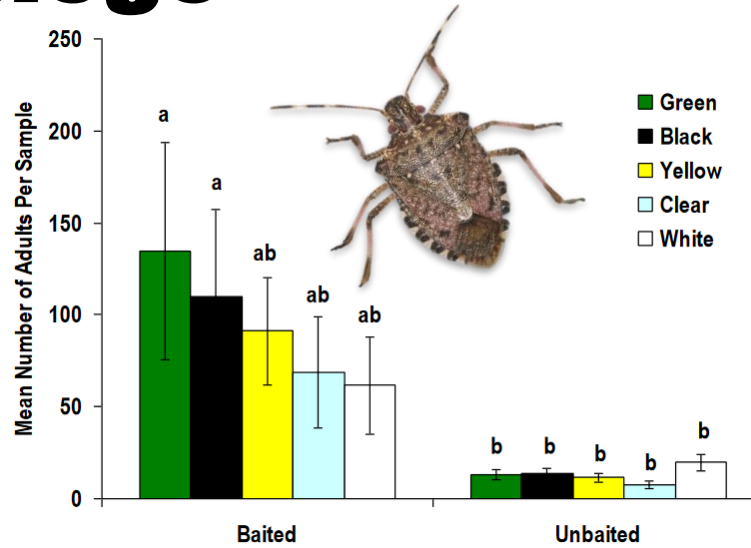 250
200
150
100
50
0
Mean Number of Adults Per Sample
a
a
ab
ab
ab
b
b
b
b
b
Green
Black
Yellow
Clear
White
Baited
Unbaited